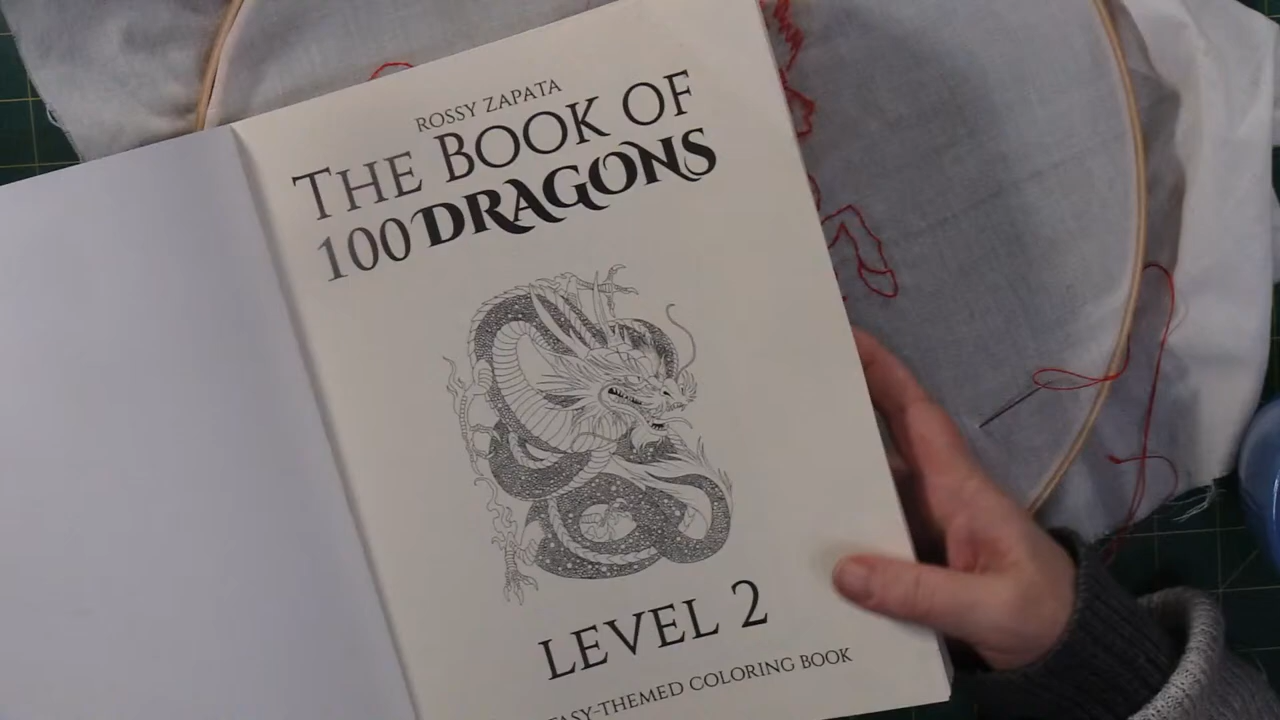 ROSSY ZAPATA
THE BOOK OF
100 DRAGONS
LEVEL 2
COLORING BOOK